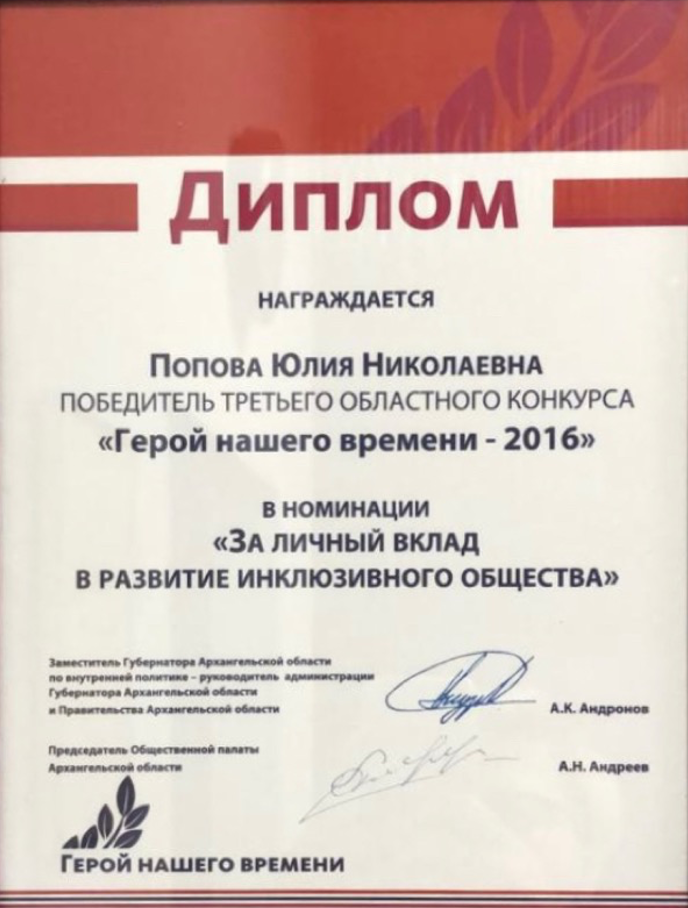 ДИПЛОМ
НАГРАЖДАЕТСЯ
ПОПОВА ЮЛИЯ НИКОЛАЕВНА
ПОБЕДИТЕЛЬ ТРЕТЬЕГО ОБЛАСТНОГО КОНКУРСА
«Герой нашего времени - 2016»
В НОМИНАЦИИ
«ЗА ЛИЧНЫЙ ВКЛАД
В РАЗВИТИЕ ИНКЛЮЗИВНОГО ОБЩЕСТВА»
Заместитель Губернатора Архангельской области
по внутренней политике – руководитель администрации
Губернатора Архангельской области
и Правительства Архангельской области
А.К. Андронов
Председатель Общественной палаты
Архангельской области
А.Н. Андреев
ГЕРОЙ НАШЕГО ВРЕМЕНИ